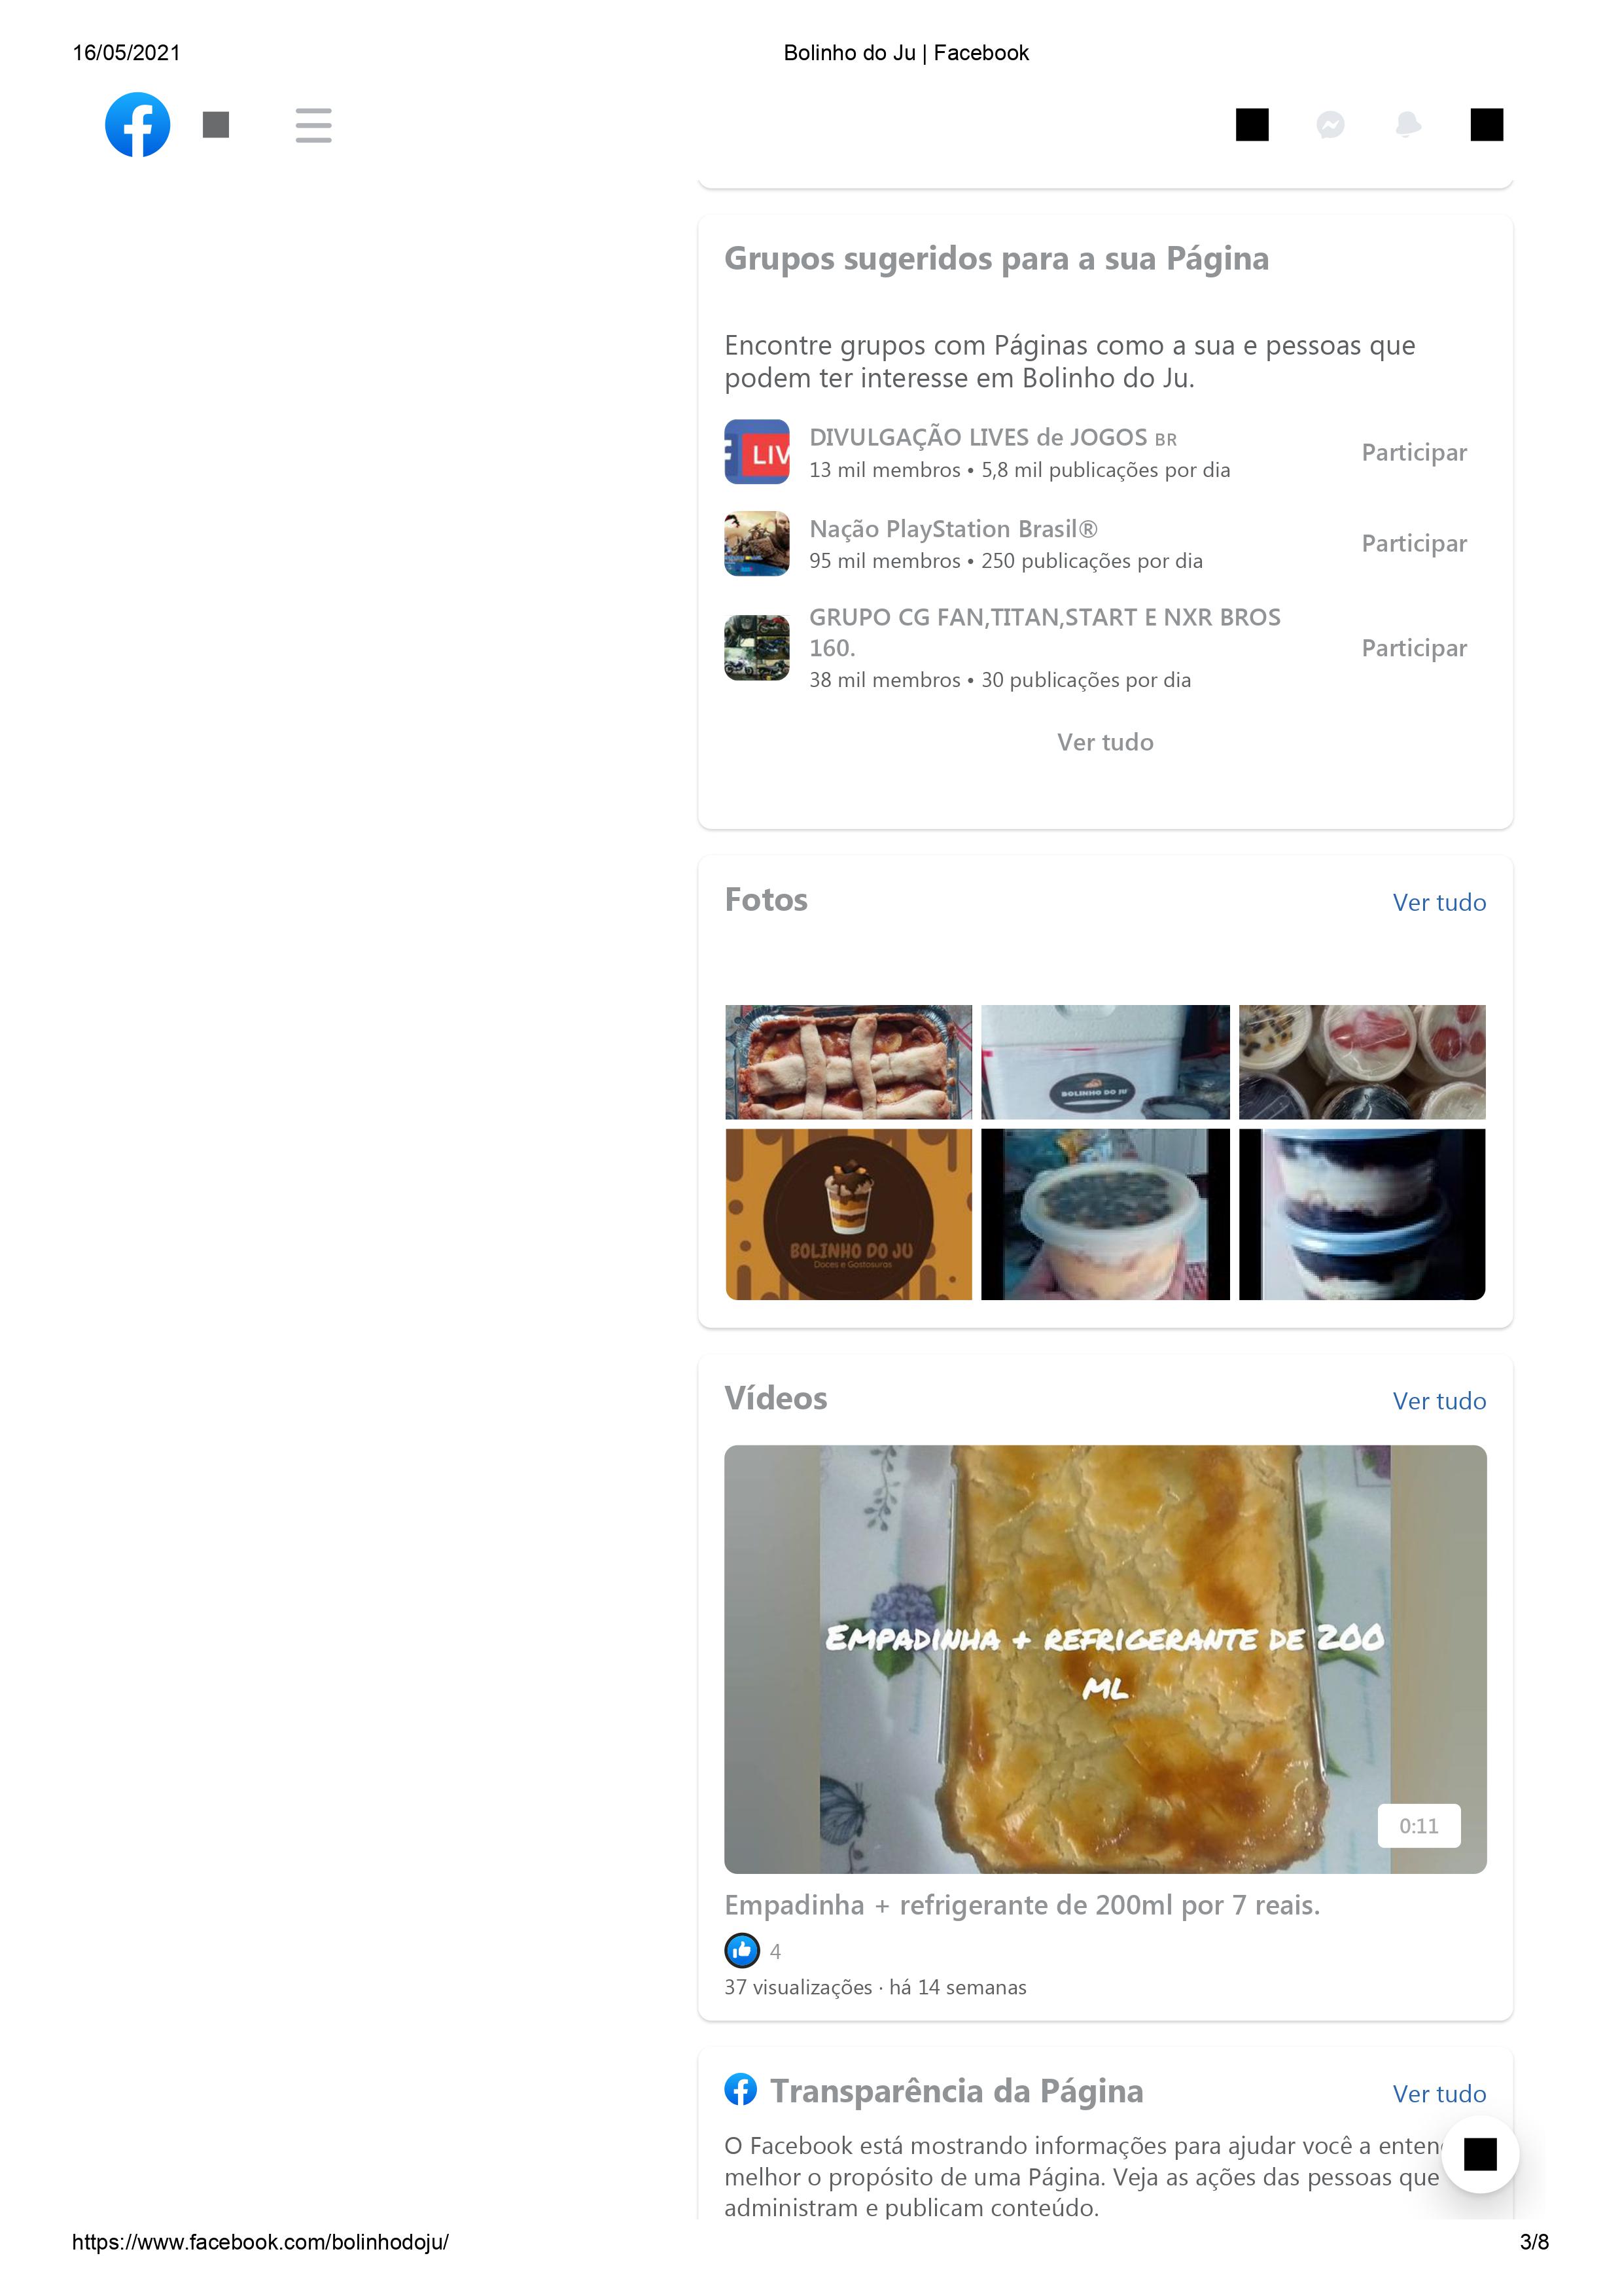 16/05/2021
Bolinho do Ju | Facebook
Grupos sugeridos para a sua Página
Encontre grupos com Páginas como a sua e pessoas que
podem ter interesse em Bolinho do Ju.
LIV
DIVULGAÇÃO LIVES de JOGOS BR
13 mil membros • 5,8 mil publicações por dia
Participar
Nação PlayStation Brasil®
95 mil membros • 250 publicações por dia
Participar
GRUPO CG FAN,TITAN,START E NXR BROS
160.
38 mil membros • 30 publicações por dia
Participar
Ver tudo
Fotos
Ver tudo
BOLINHO DO JU
BOLINHO DO JU
Doces e Gostosuras
Vídeos
Ver tudo
EMPADINHA + REFRIGERANTE DE 200
ML
0:11
Empadinha + refrigerante de 200ml por 7 reais.
4
37 visualizações · há 14 semanas
Transparência da Página
Ver tudo
O Facebook está mostrando informações para ajudar você a enten
melhor o propósito de uma Página. Veja as ações das pessoas que
administram e publicam conteúdo.
https://www.facebook.com/bolinhodoju/
3/8